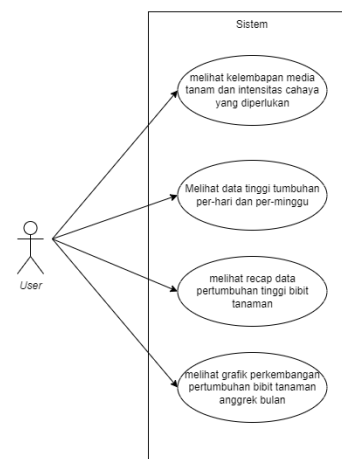 Sistem
melihat kelembapan media
tanam dan intensitas cahaya
yang diperlukan
Melihat data tinggi tumbuhan
per-hari dan per-minggu
melihat recap data
pertumbuhan tinggi bibit
tanaman
User
melihat grafik perkembangan
pertumbuhan bibit tanaman
anggrek bulan